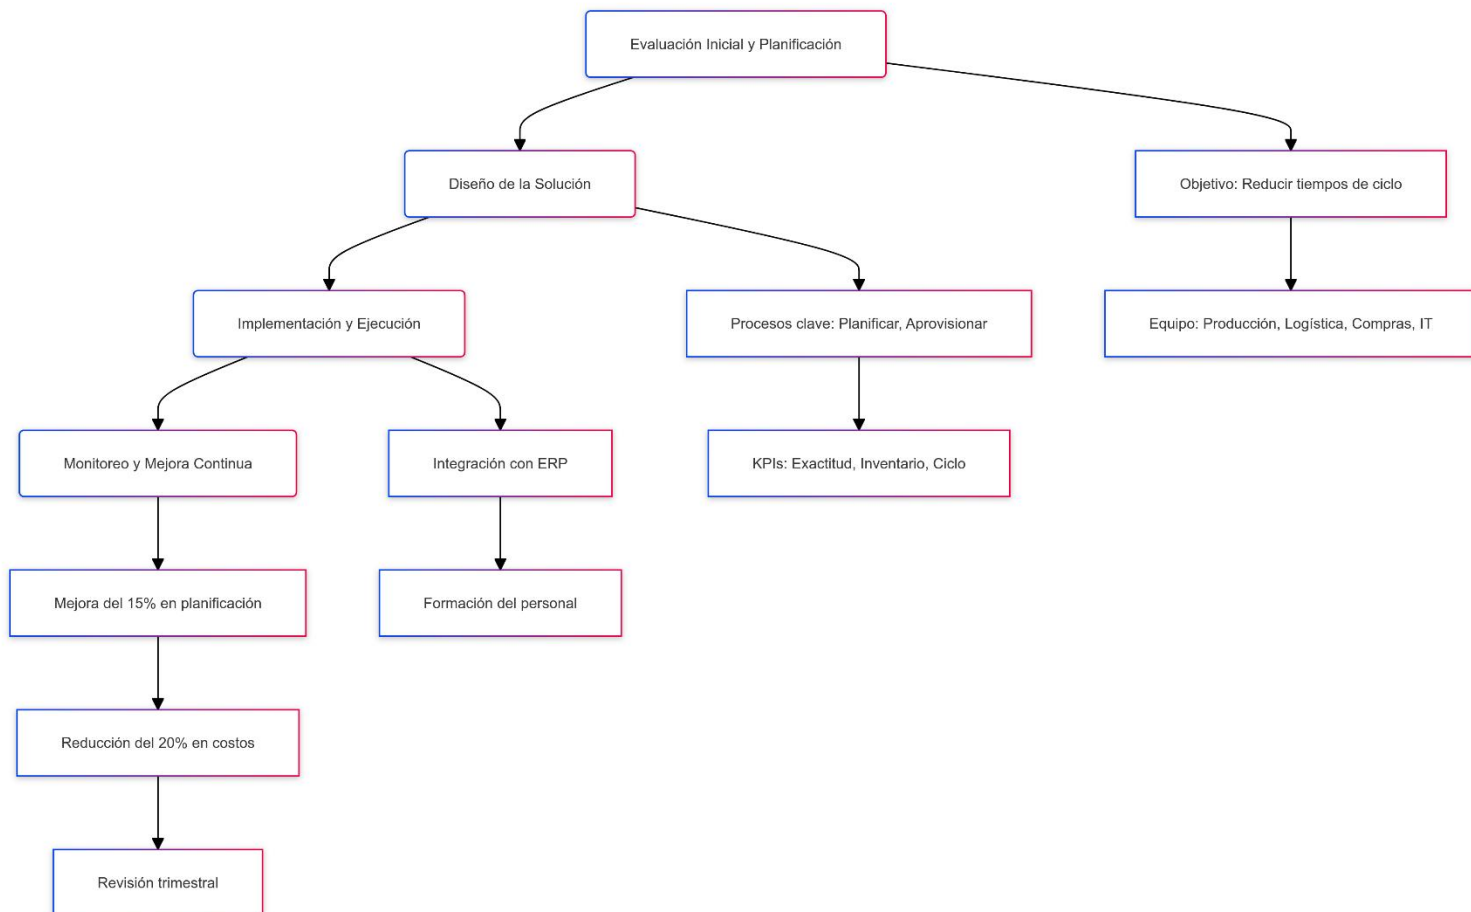 Evaluación Inicial y Planificación
Diseño de la Solución
Objetivo: Reducir tiempos de ciclo
Implementación y Ejecución
Procesos clave: Planificar, Aprovisionar
Equipo: Producción, Logística, Compras, IT
Monitoreo y Mejora Continua
Integración con ERP
KPIs: Exactitud, Inventario, Ciclo
Mejora del 15% en planificación
Formación del personal
Reducción del 20% en costos
Revisión trimestral